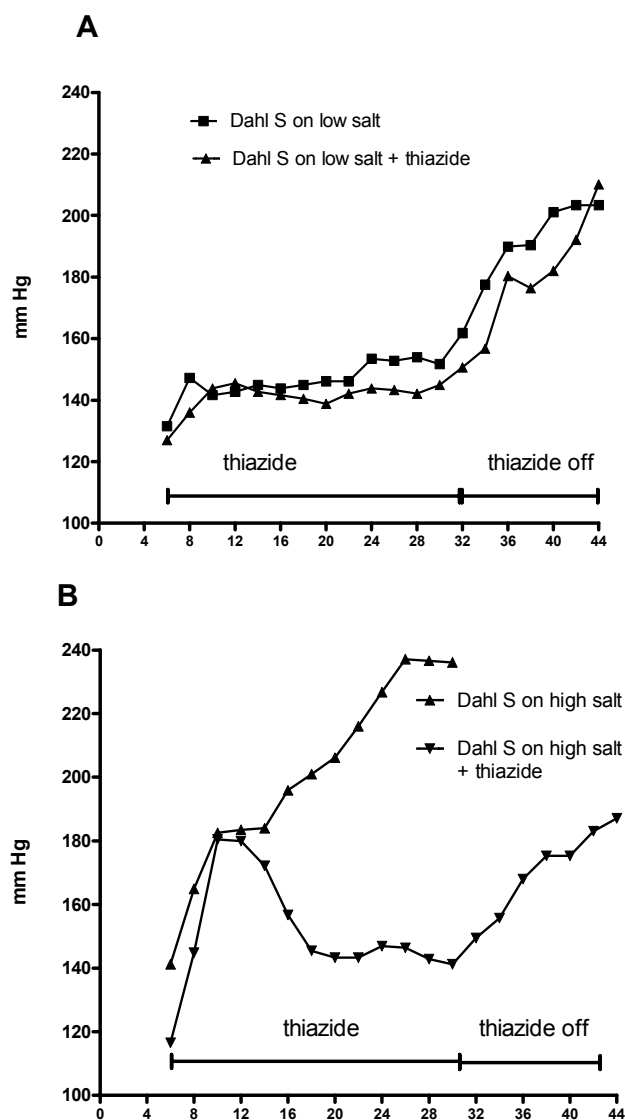 A
240
220
200
180
160
140
120
100
mm Hg
Dahl S on low salt
Dahl S on low salt + thiazide
thiazide
thiazide off
0 4 8 12 16 20 24 28 32 36 40 44
B
240
220
200
180
160
140
120
100
mm Hg
Dahl S on high salt
Dahl S on high salt
+ thiazide
thiazide
thiazide off
0 4 8 12 16 20 24 28 32 36 40 44